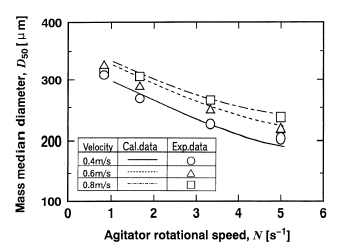 Mass median diameter, D50 [μm]
400
300
200
100
Velocity Cal.data Exp.data
0.4m/s
0.6m/s
0.8m/s
0 1 2 3 4 5 6
Agitator rotational speed, N [s⁻¹]